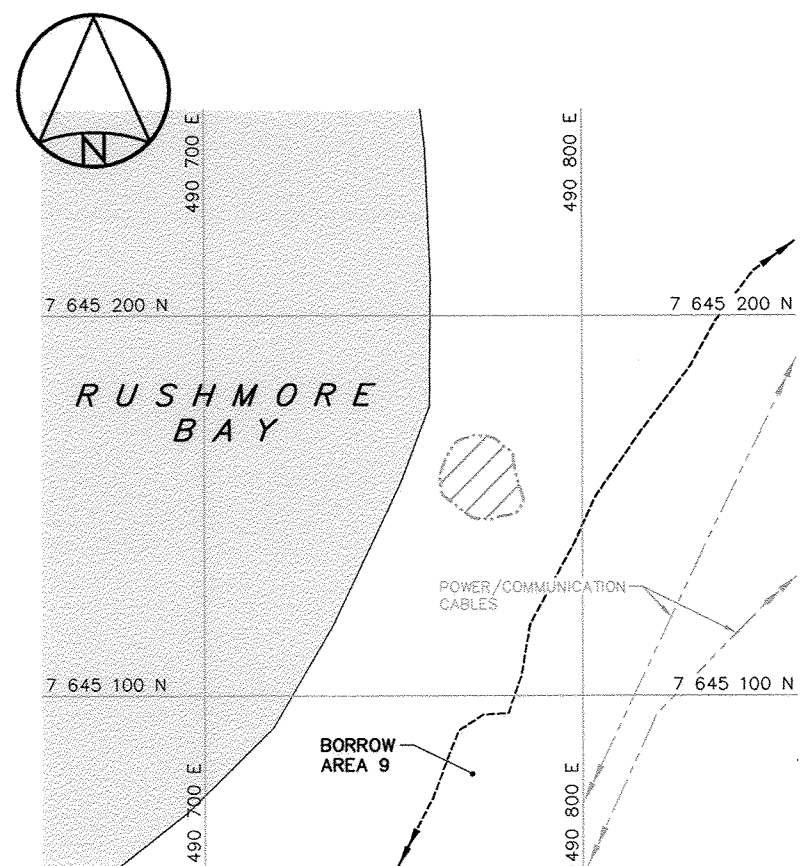 N
490 700 E
490 800 E
7 645 200 N
7 645 200 N
RUSHMORE
BAY
POWER/COMMUNICATION
CABLES
7 645 100 N
7 645 100 N
BORROW
AREA 9
490 700 E
490 800 E